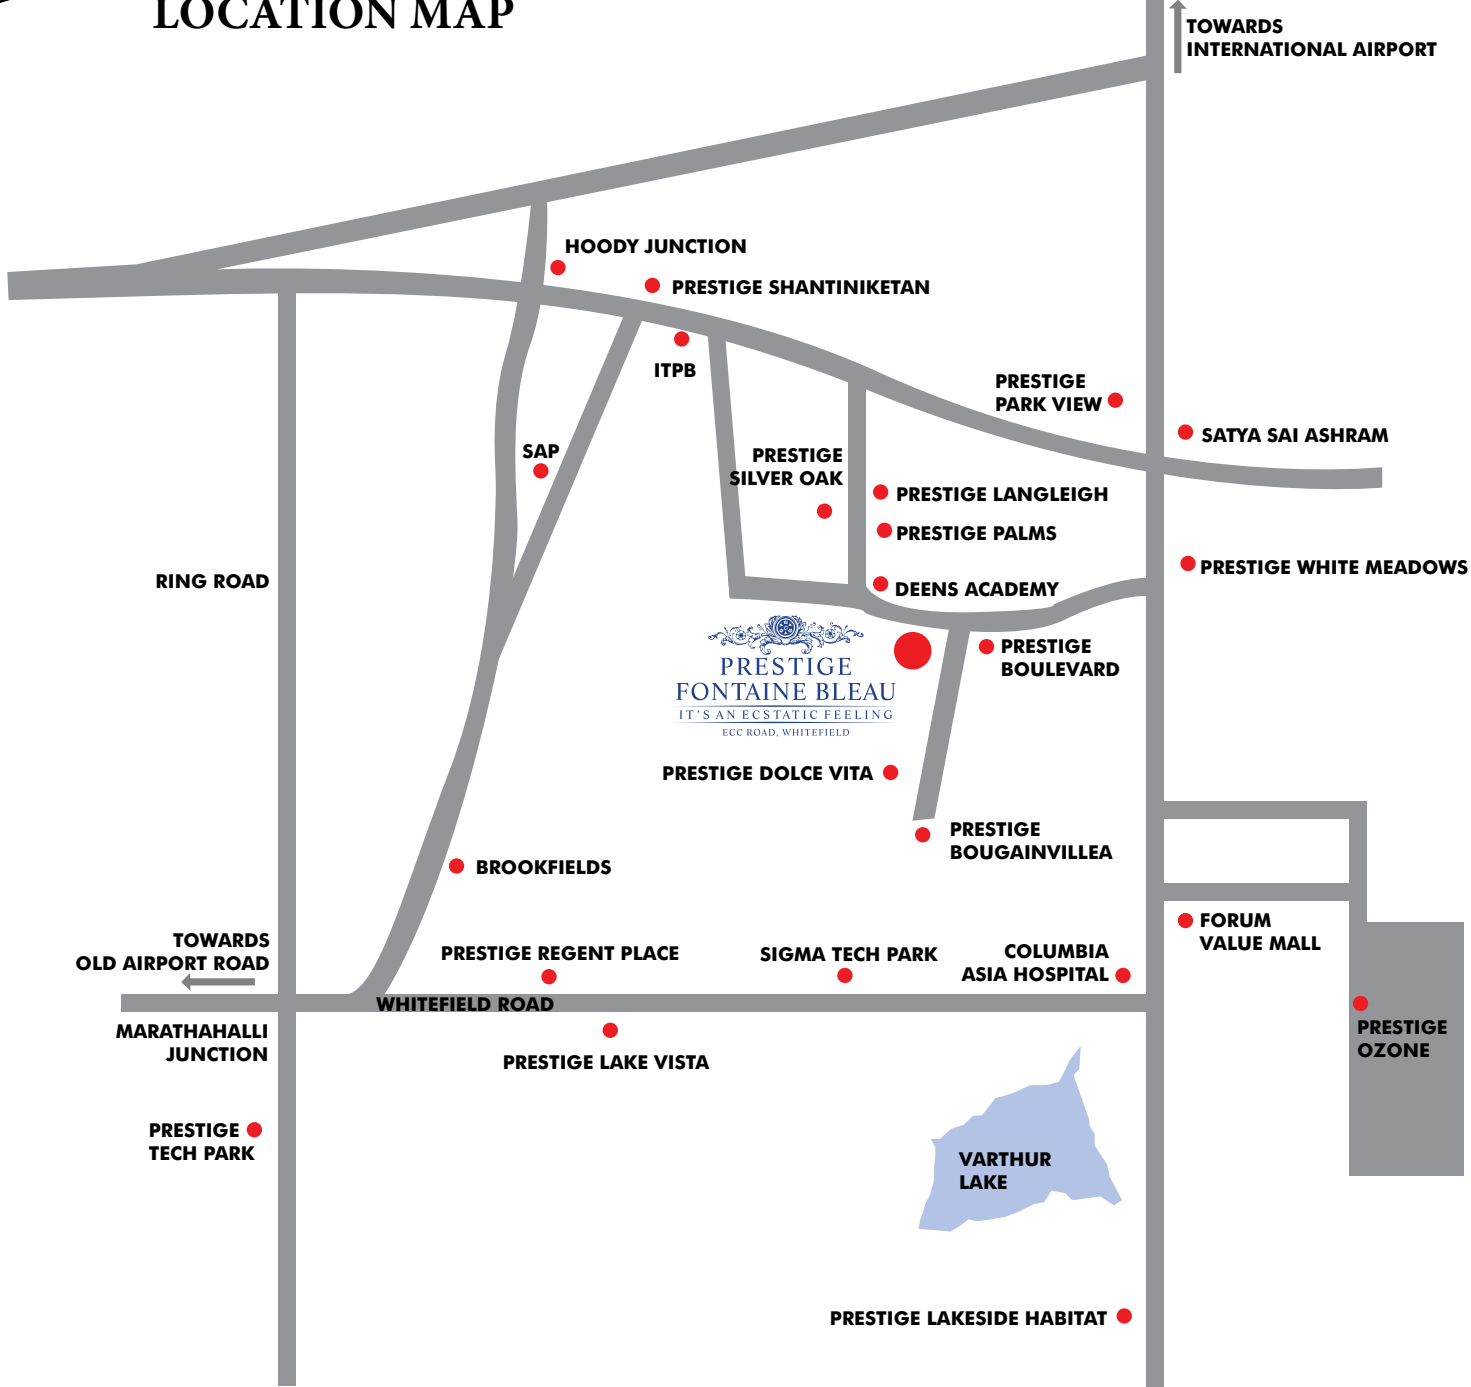 LOCATION MAP
TOWARDS
INTERNATIONAL AIRPORT
HOODY JUNCTION
PRESTIGE SHANTINIKETAN
ITPB
PRESTIGE
PARK VIEW
SATYA SAI ASHRAM
SAP
PRESTIGE
SILVER OAK
PRESTIGE LANGLEIGH
PRESTIGE PALMS
PRESTIGE WHITE MEADOWS
RING ROAD
DEENS ACADEMY
PRESTIGE
FONTAINE BLEAU
IT'S AN ECSTATIC FEELING
ECC ROAD, WHITEFIELD
PRESTIGE
BOULEVARD
PRESTIGE DOLCE VITA
PRESTIGE
BOUGAINVILLEA
BROOKFIELDS
FORUM
VALUE MALL
TOWARDS
OLD AIRPORT ROAD
PRESTIGE REGENT PLACE
SIGMA TECH PARK
COLUMBIA
ASIA HOSPITAL
WHITEFIELD ROAD
MARATHAHALLI
JUNCTION
PRESTIGE
OZONE
PRESTIGE LAKE VISTA
PRESTIGE
TECH PARK
VARTHUR
LAKE
PRESTIGE LAKESIDE HABITAT